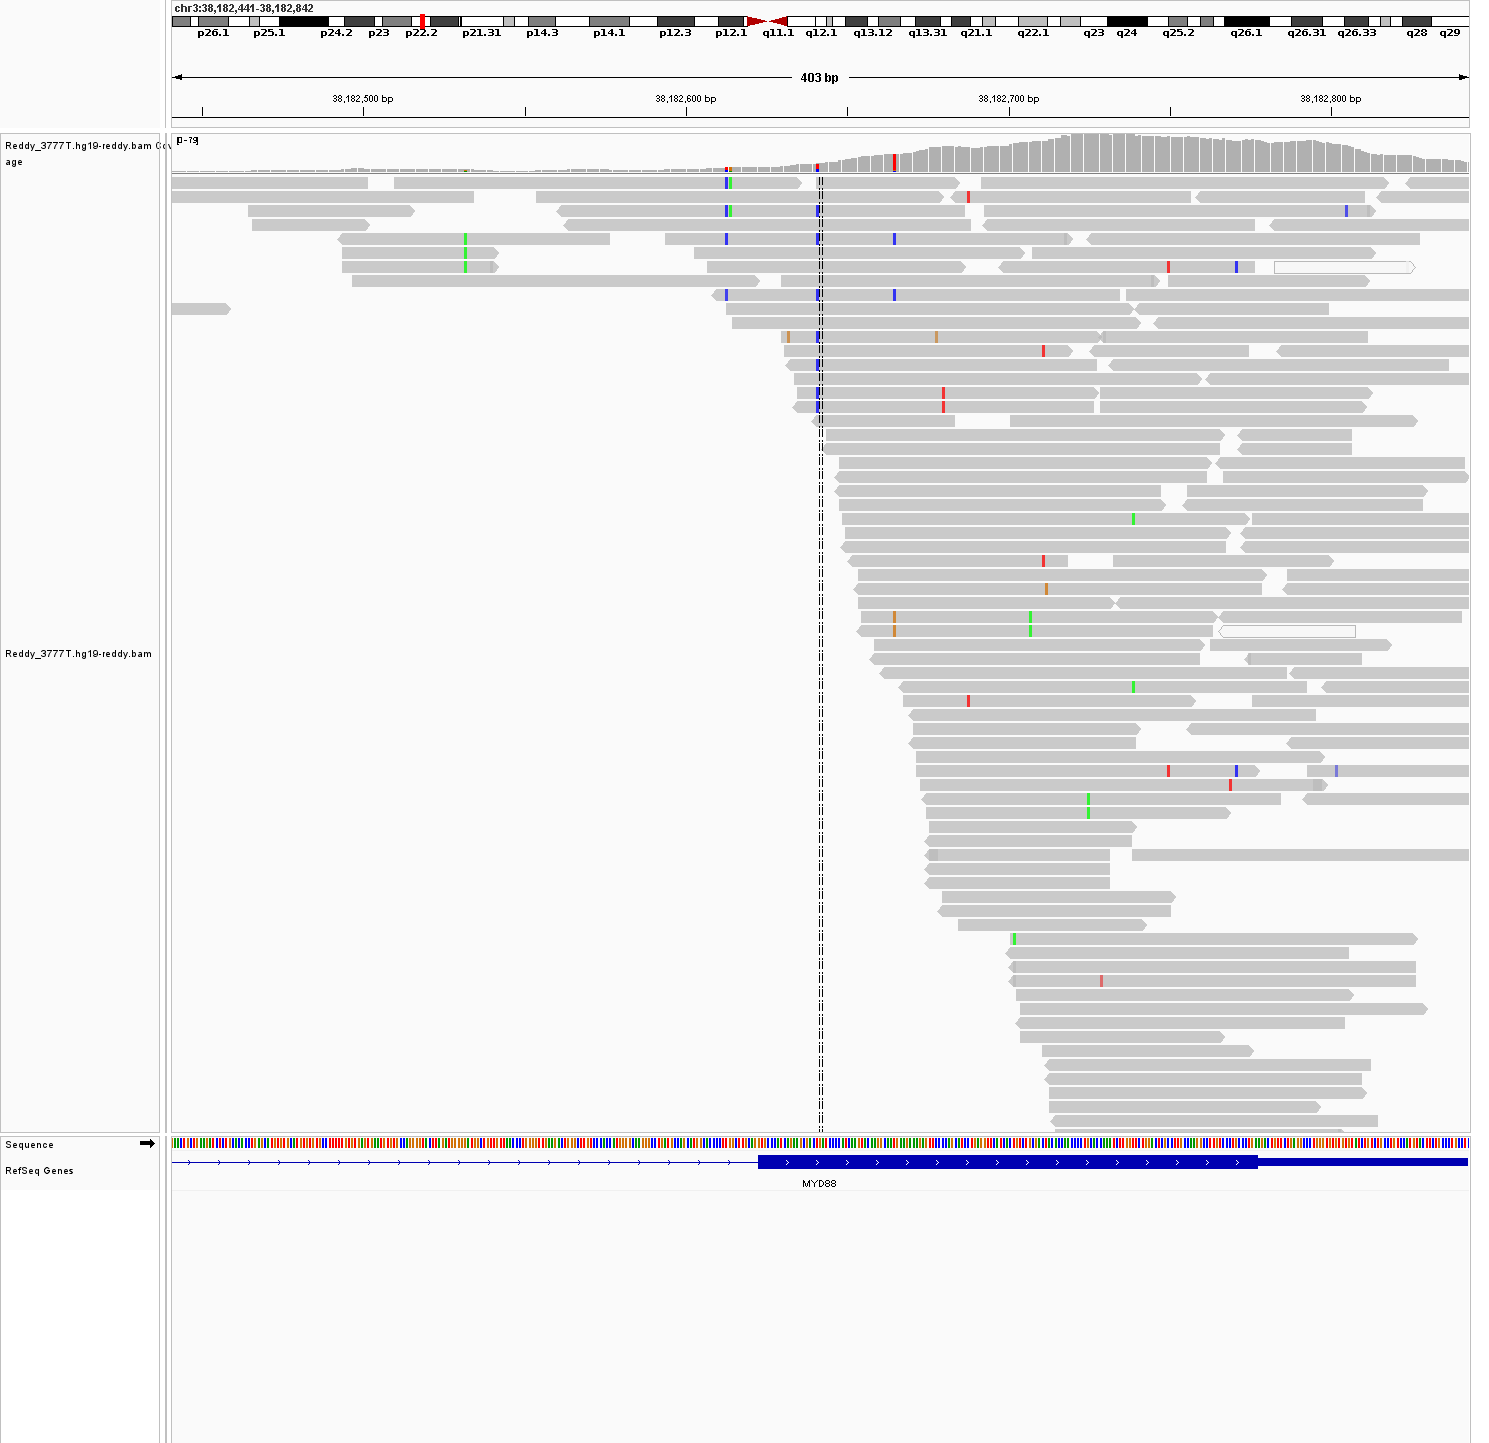 chr3:38,182,441-38,182,842
p26.1 p25.1 p24.2 p23 p22.2 p21.31 p14.3 p14.1 p12.3 p12.1 q11.1 q12.1 q13.12 q13.31 q21.1 q22.1 q23 q24 q25.2 q26.1 q26.31 q26.33 q28 q29
403 bp
38,182,500 bp 38,182,600 bp 38,182,700 bp 38,182,800 bp
[0-79]
Reddy_3777T.hg19-reddy.bam
age
Reddy_3777T.hg19-reddy.bam
Sequence
RefSeq Genes
MYD88